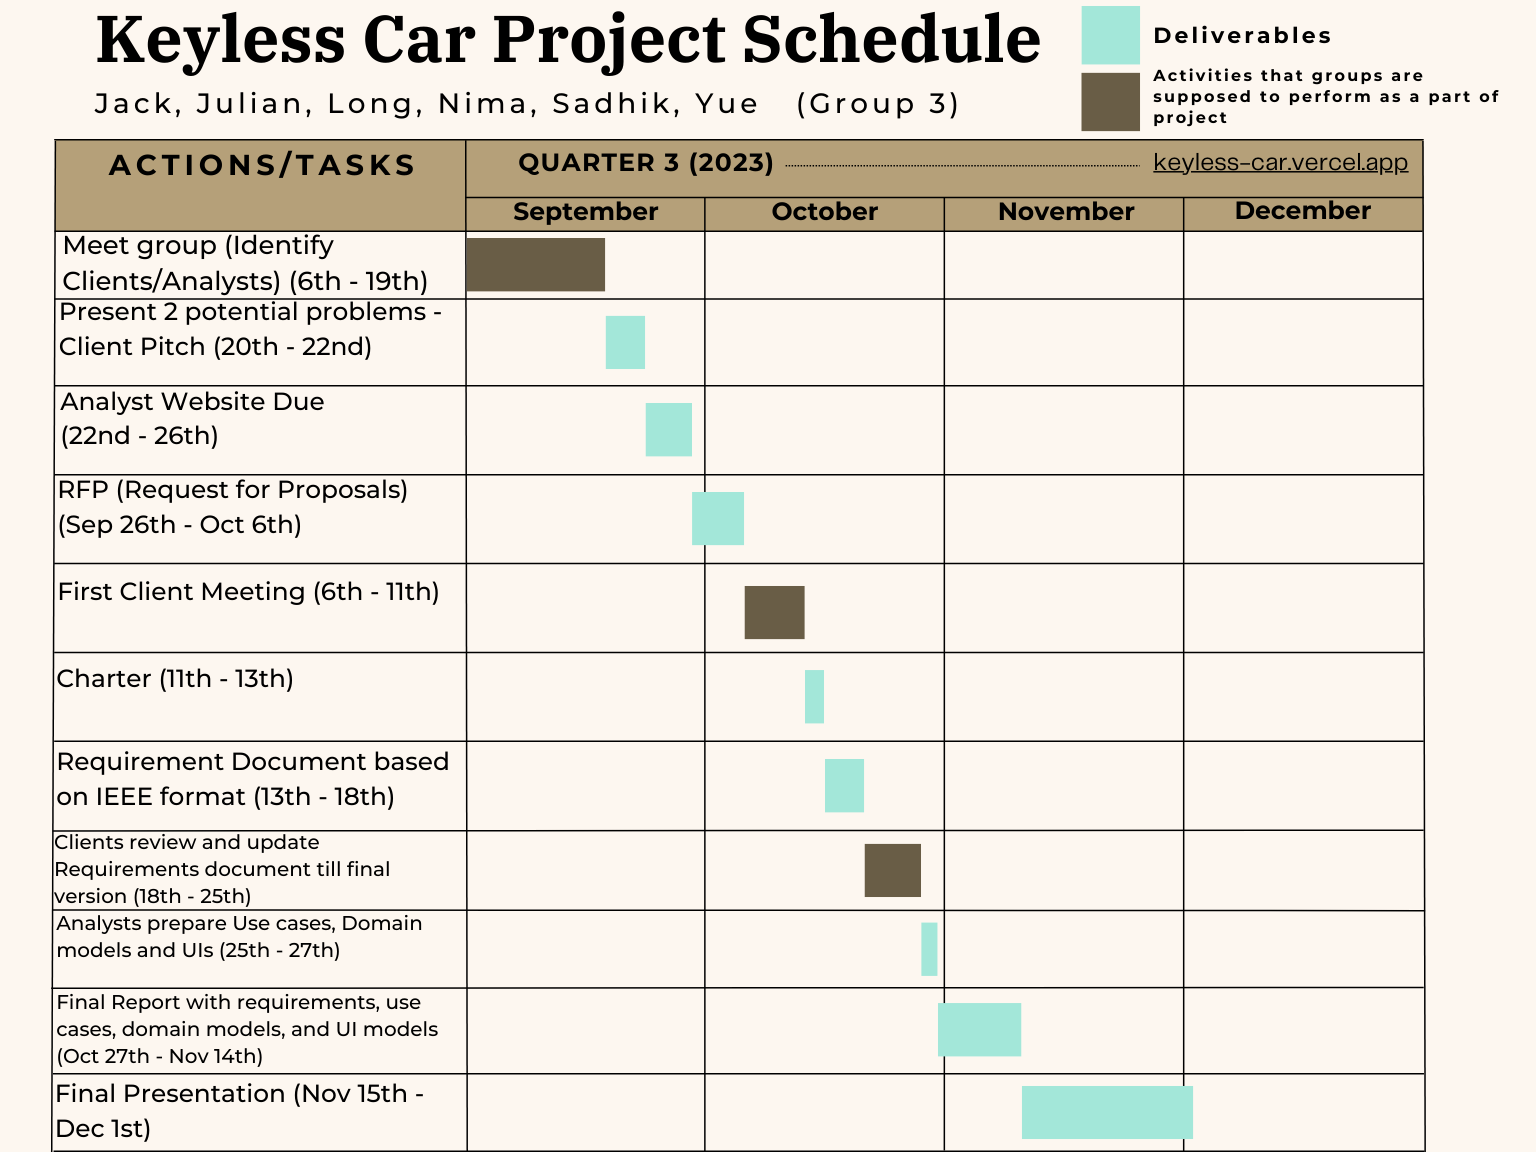 Keyless Car Project Schedule
Jack, Julian, Long, Nima, Sadhik, Yue (Group 3)
Deliverables
Activities that groups are
supposed to perform as a part of
project
ACTIONS/TASKS
QUARTER 3 (2023)
keyless-car.vercel.app
September
October
November
December
Meet group (Identify
Clients/Analysts) (6th - 19th)
Present 2 potential problems -
Client Pitch (20th - 22nd)
Analyst Website Due
(22nd - 26th)
RFP (Request for Proposals)
(Sep 26th - Oct 6th)
First Client Meeting (6th - 11th)
Charter (11th - 13th)
Requirement Document based
on IEEE format (13th - 18th)
Clients review and update
Requirements document till final
version (18th - 25th)
Analysts prepare Use cases, Domain
models and UIs (25th - 27th)
Final Report with requirements, use
cases, domain models, and UI models
(Oct 27th - Nov 14th)
Final Presentation (Nov 15th -
Dec 1st)